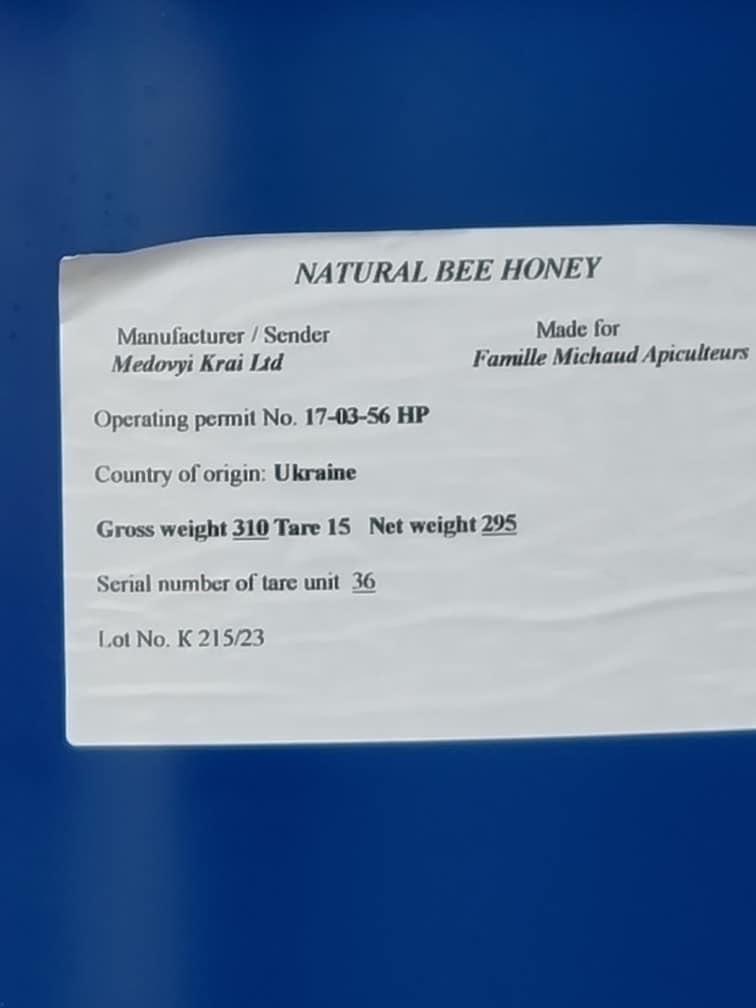 NATURAL BEE HONEY
Manufacturer / Sender
Medovyi Krai Ltd
Made for
Famille Michaud Apiculteurs
Operating permit No. 17-03-56 HP
Country of origin: Ukraine
Gross weight 310 Tare 15 Net weight 295
Serial number of tare unit 36
Lot No. K 215/23